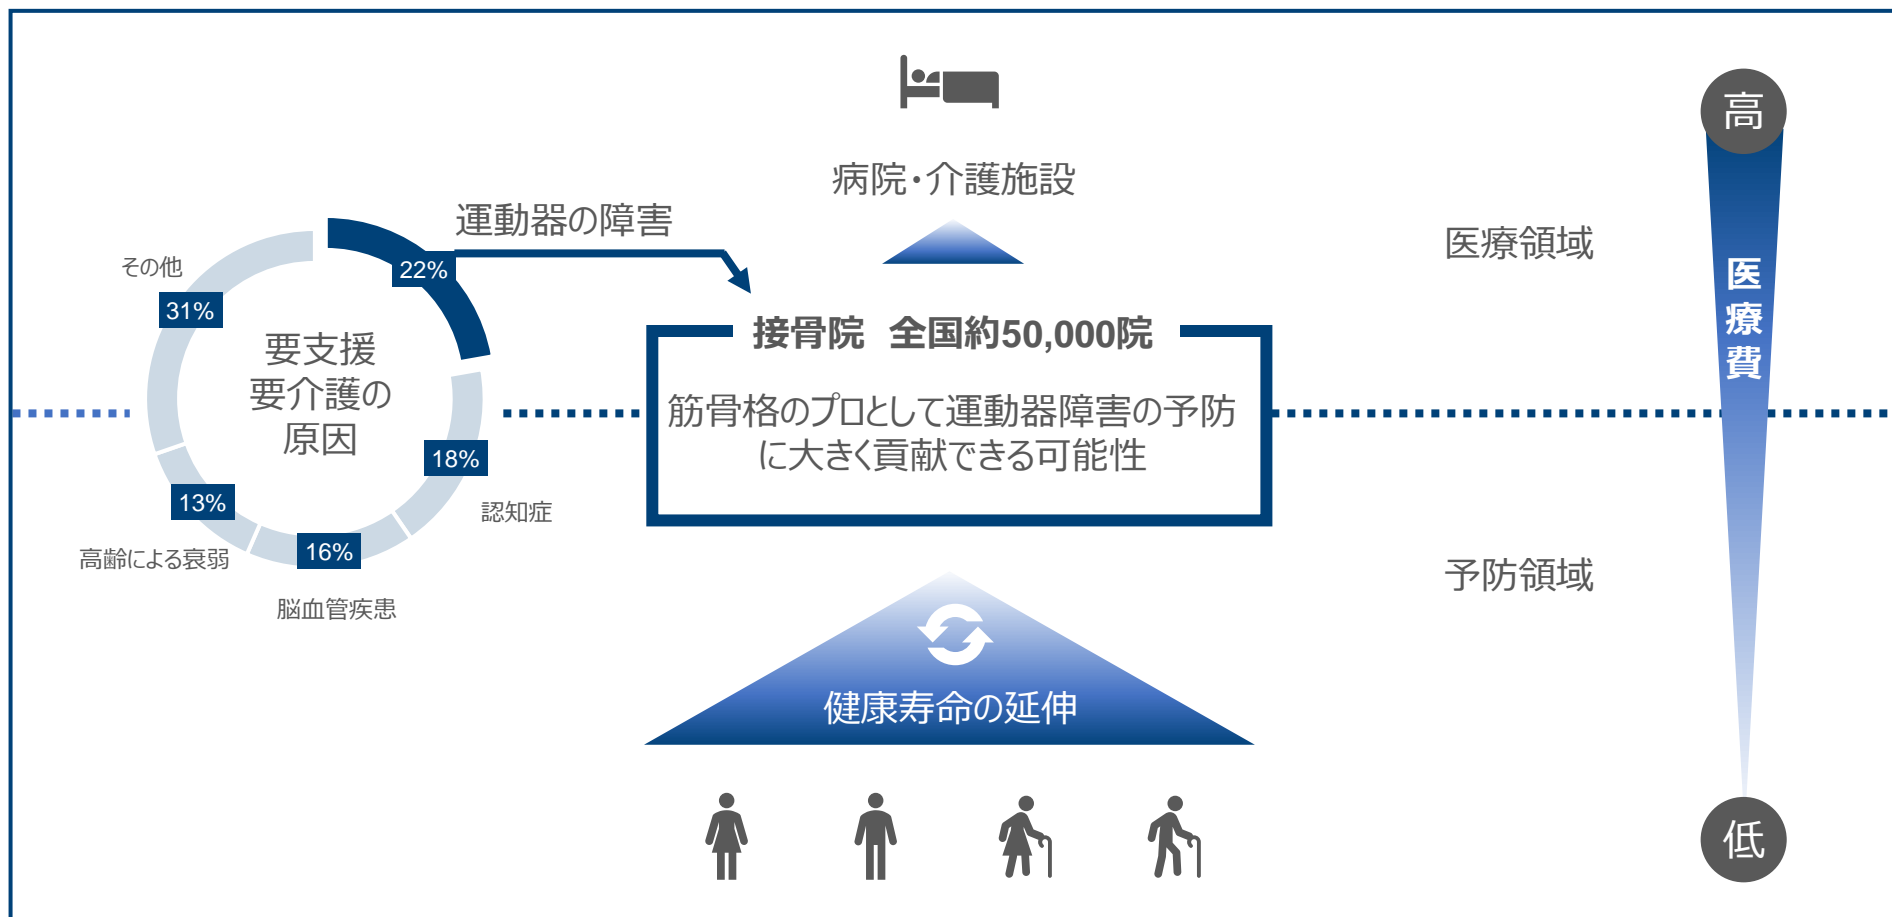 病院・介護施設
運動器の障害
その他
22%
31%
要支援
要介護の
原因
18%
認知症
13%
高齢による衰弱
16%
脳血管疾患
接骨院 全国約50,000院
筋骨格のプロとして運動器障害の予防
に大きく貢献できる可能性
健康寿命の延伸
医療領域
予防領域
高
医療費
低